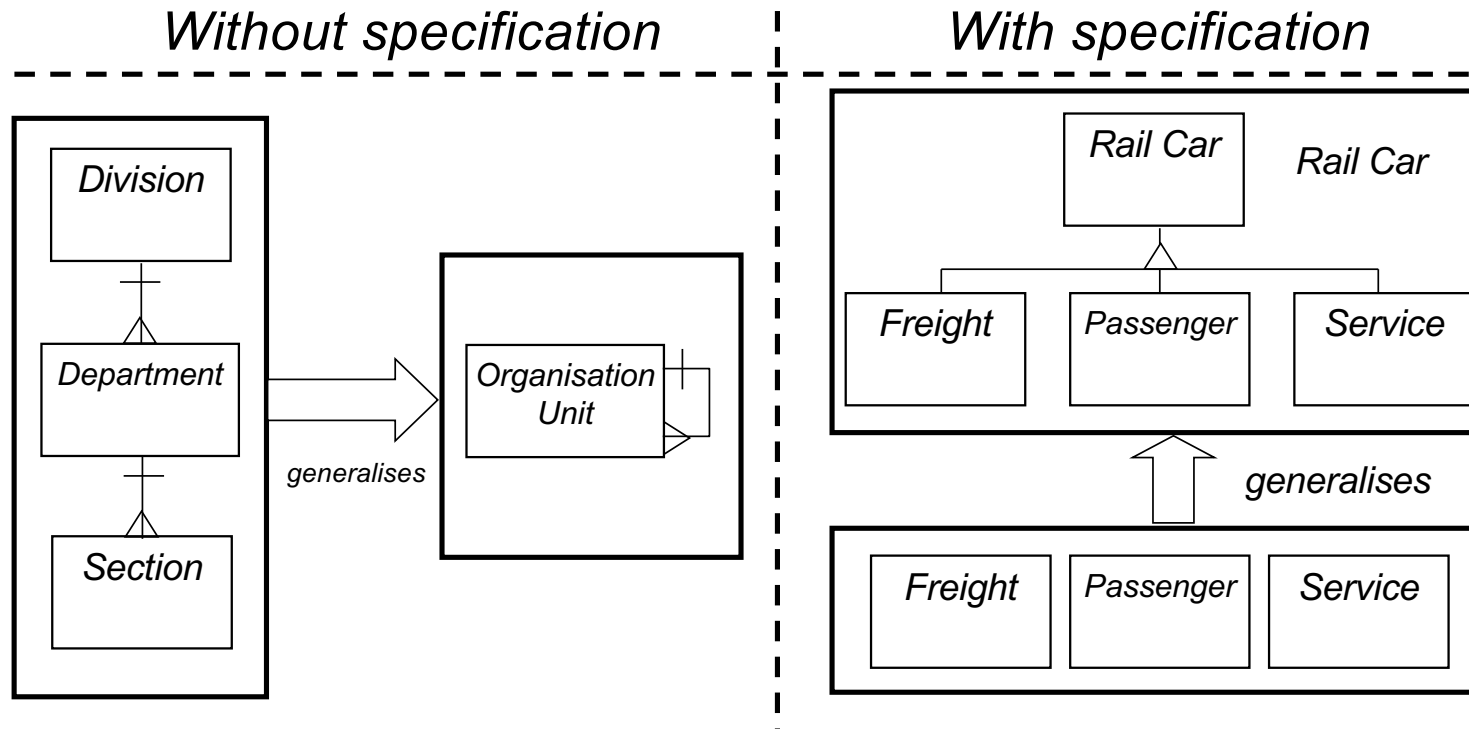 Without specification
With specification
Division
Department
Section
generalises
Organisation
Unit
Rail Car
Rail Car
Freight
Passenger
Service
generalises
Freight
Passenger
Service